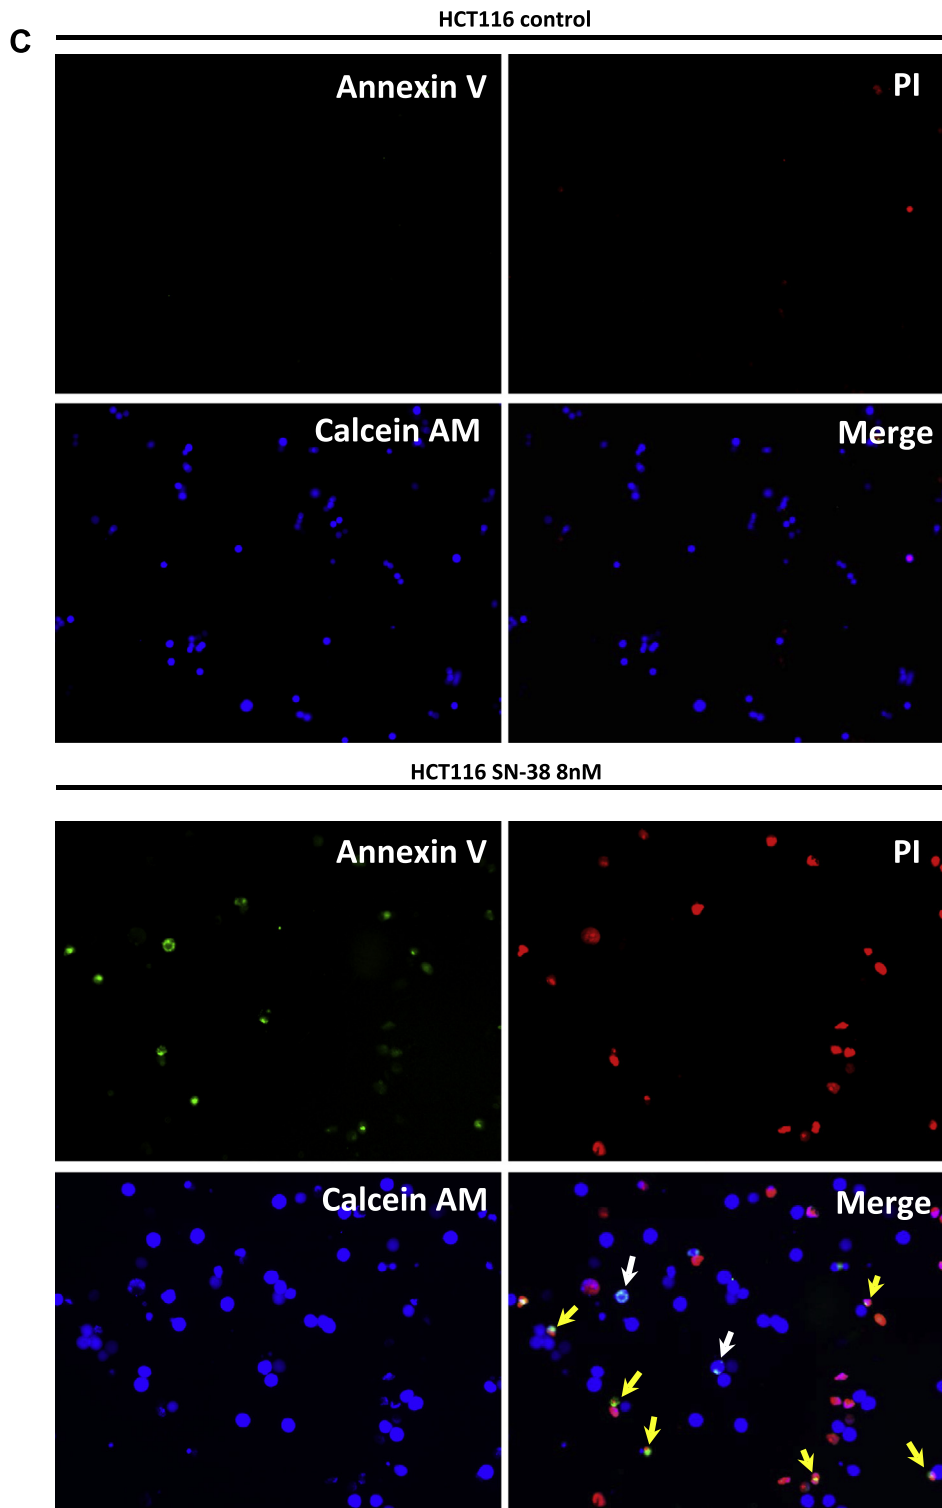 HCT116 control
C
Annexin V
PI
Calcein AM
Merge
HCT116 SN-38 8nM
Annexin V
PI
Calcein AM
Merge